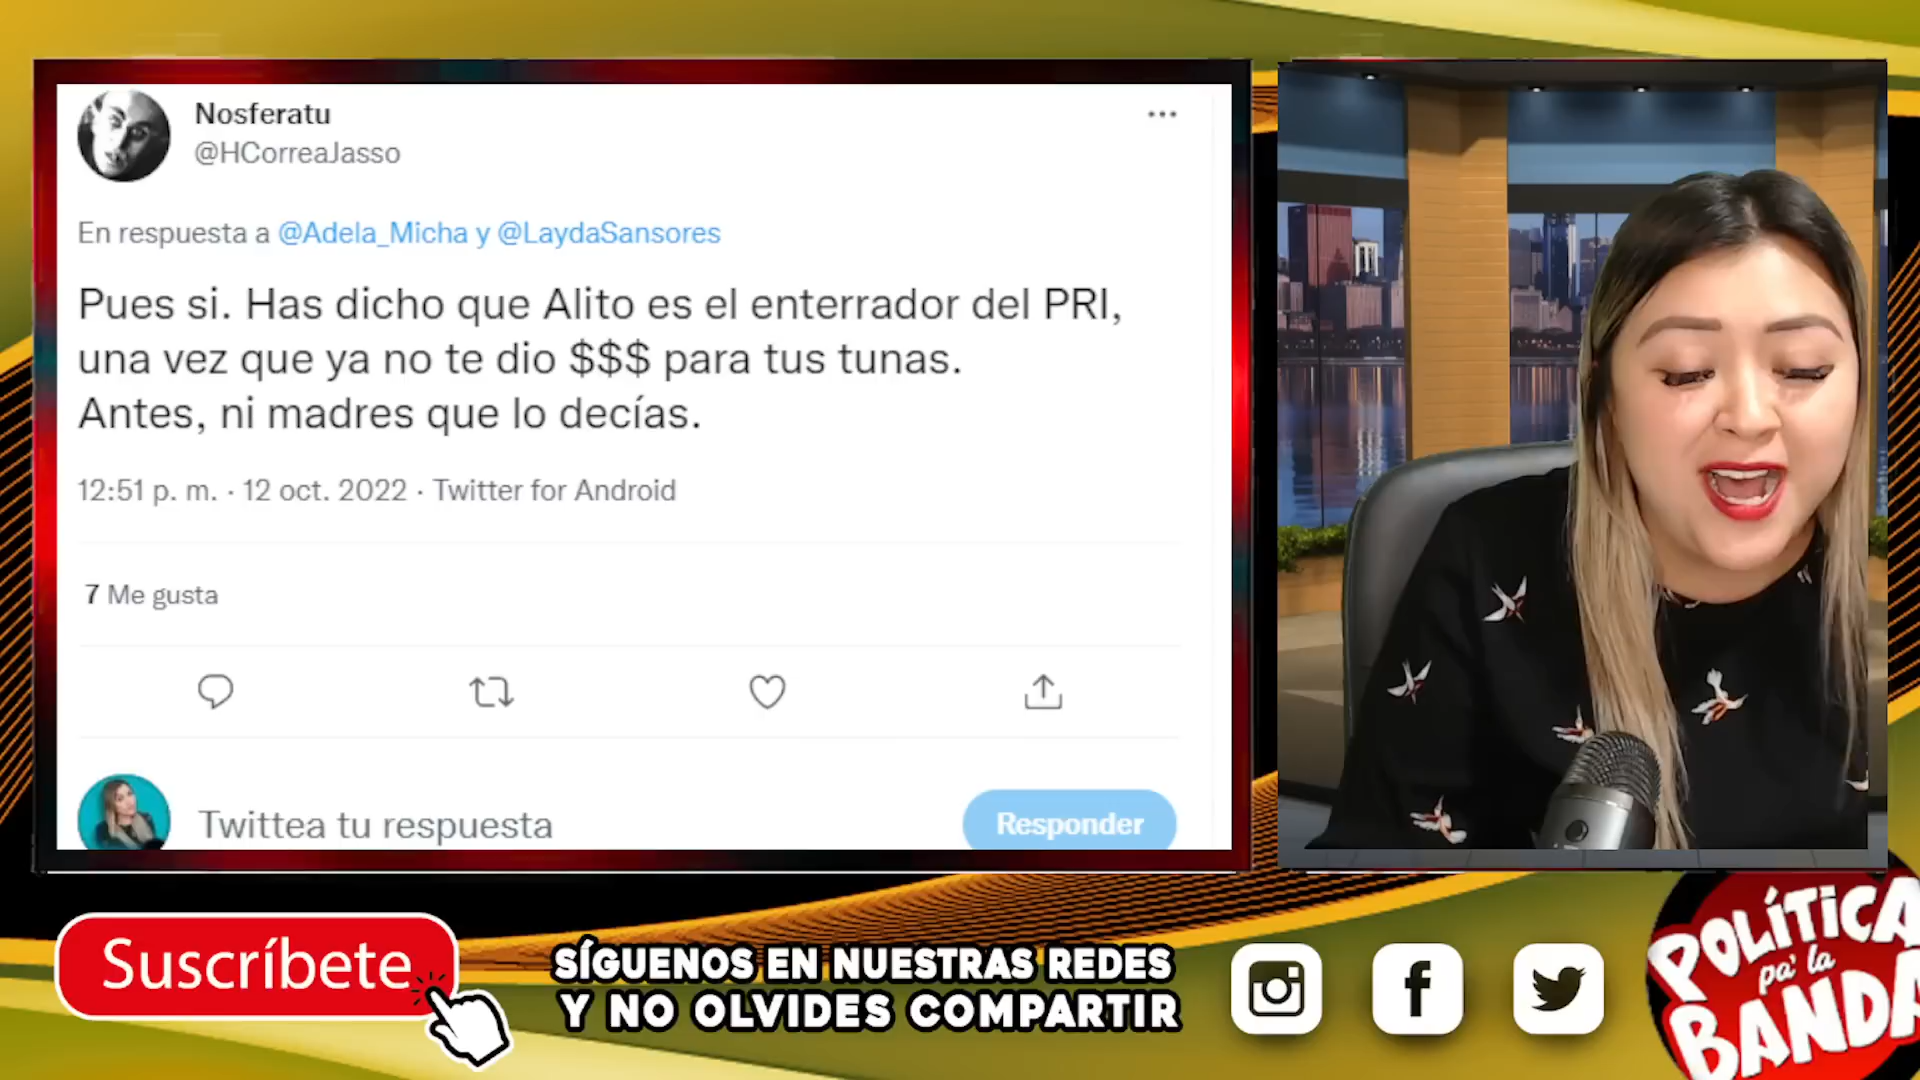 Nosferatu
@HCorreaJasso
En respuesta a @Adela_Micha y @LaydaSansores
Pues si. Has dicho que Alito es el enterrador del PRI,
una vez que ya no te dio $$$ para tus tunas.
Antes, ni madres que lo decías.
12:51 p. m. · 12 oct. 2022 · Twitter for Android
7 Me gusta
Twittea tu respuesta
Responder
Suscríbete
SÍGUENOS EN NUESTRAS REDES
Y NO OLVIDES COMPARTIR
POLÍTICA
pa' la
BANDA